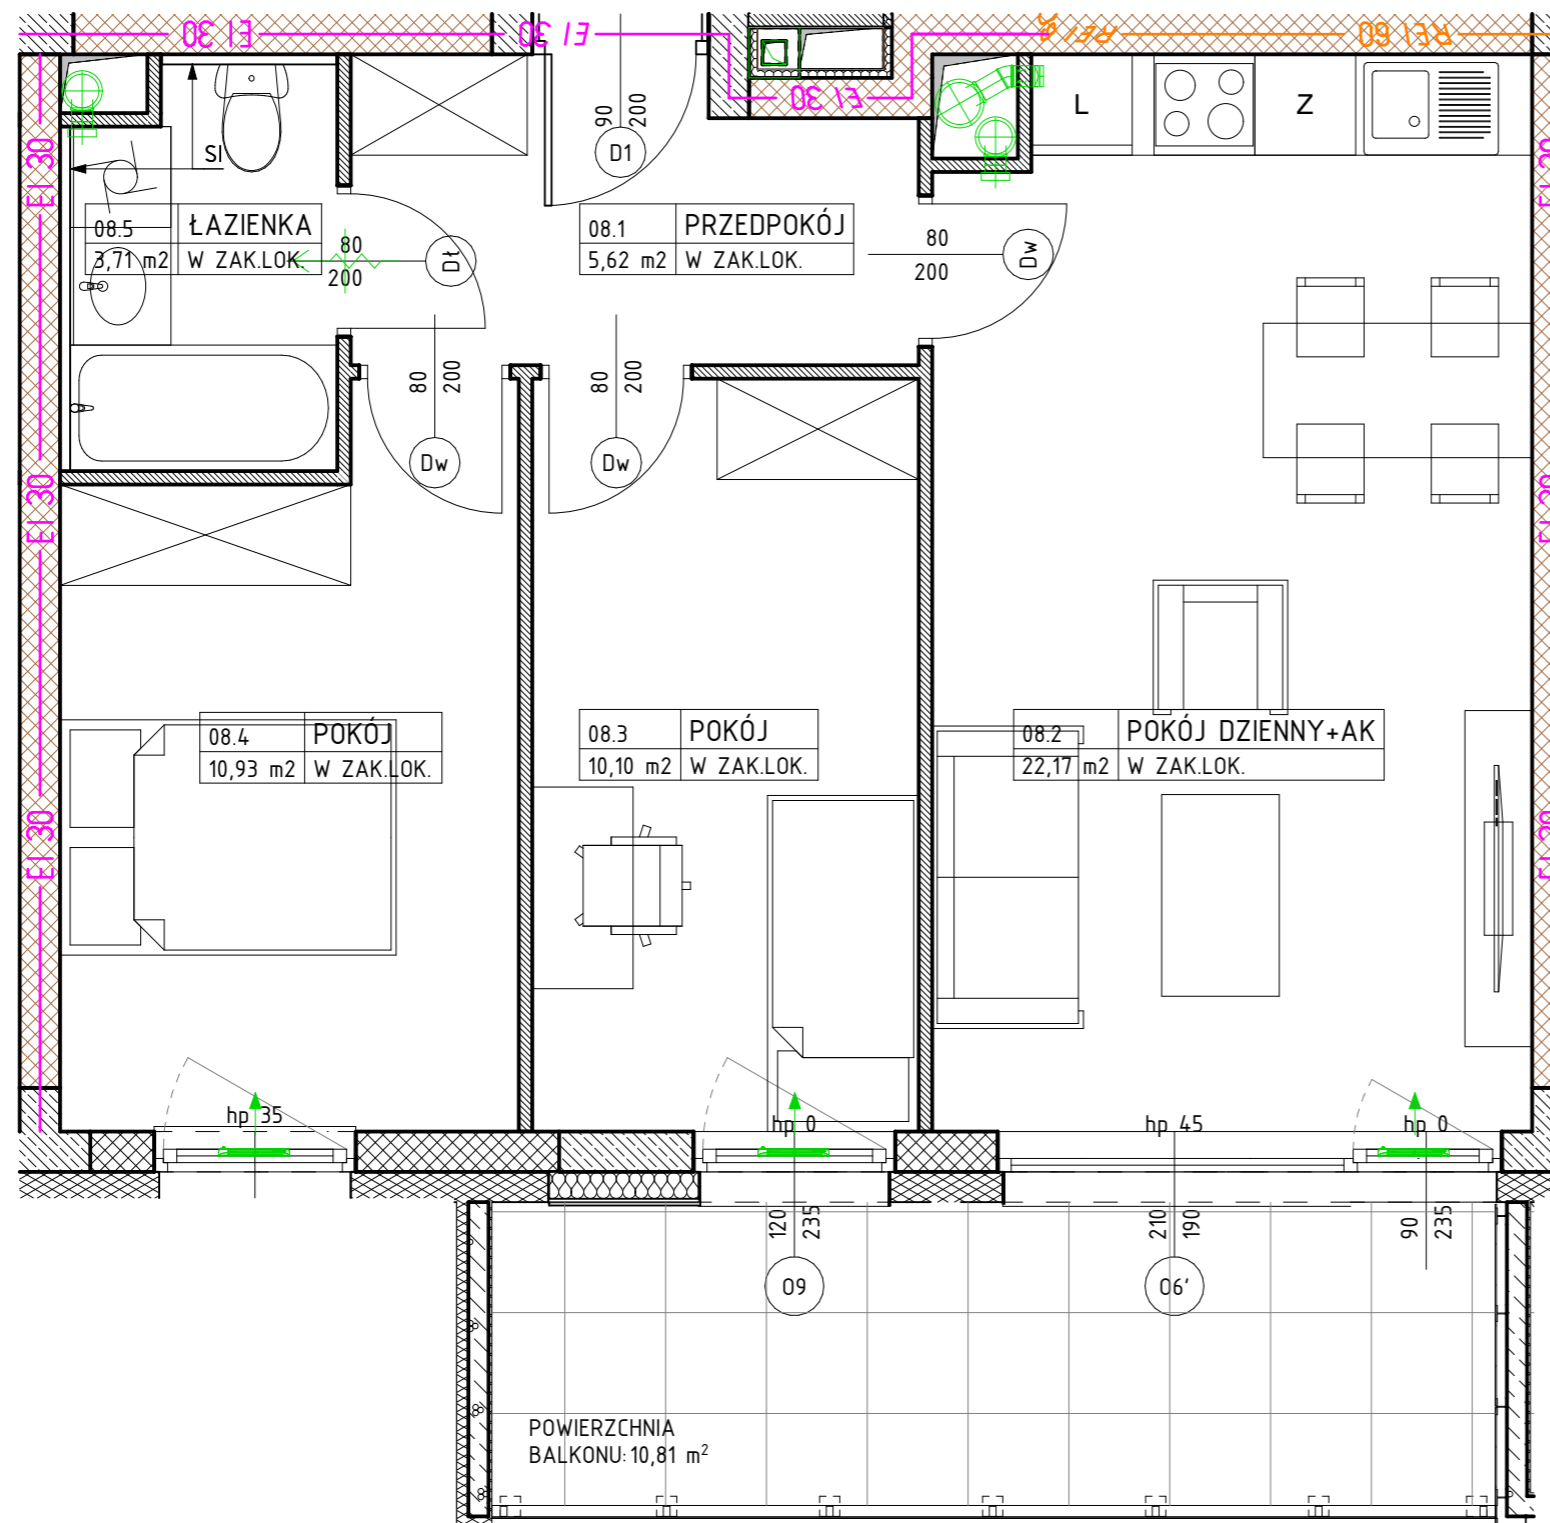 EI 30
EI 30
EI 30
REI 60
EI 30
L
Z
90
200
D1
SI
EI 30
08.5 ŁAZIENKA
3,71 m2 W ZAK.LOK.
80
200
DŁ
08.1 PRZEDPOKÓJ
5,62 m2 W ZAK.LOK.
80
200
Dw
80
200
Dw
80
200
Dw
EI 30
EI 30
08.4 POKÓJ
10,93 m2 W ZAK.LOK.
08.3 POKÓJ
10,10 m2 W ZAK.LOK.
08.2 POKÓJ DZIENNY+AK
22,17 m2 W ZAK.LOK.
hp 35
hp 0
hp 45
hp 0
120
235
210
190
90
235
O9
O6'
POWIERZCHNIA
BALKONU: 10,81 m²